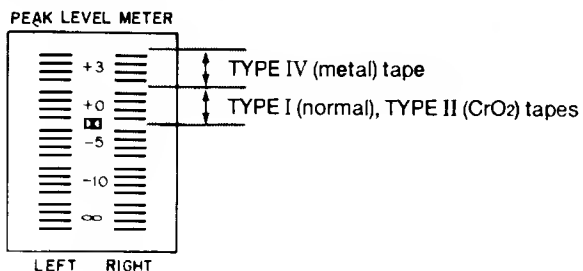 PEAK LEVEL METER
+3
TYPE IV (metal) tape
+0
TYPE I (normal), TYPE II (CrO2) tapes
-5
-10
∞
LEFT RIGHT